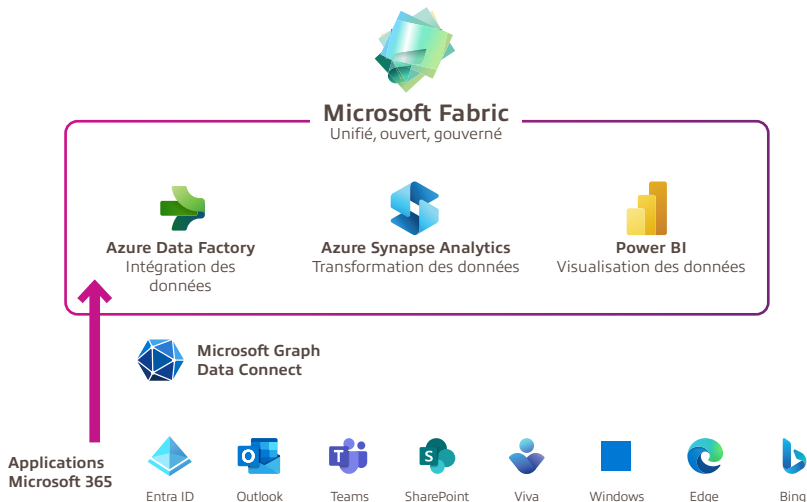 Microsoft Fabric
Unifié, ouvert, gouverné
Azure Data Factory
Intégration des
données
Azure Synapse Analytics
Transformation des données
Power BI
Visualisation des données
Microsoft Graph
Data Connect
Applications
Microsoft 365
Entra ID
Outlook
Teams
SharePoint
Viva
Windows
Edge
Bing